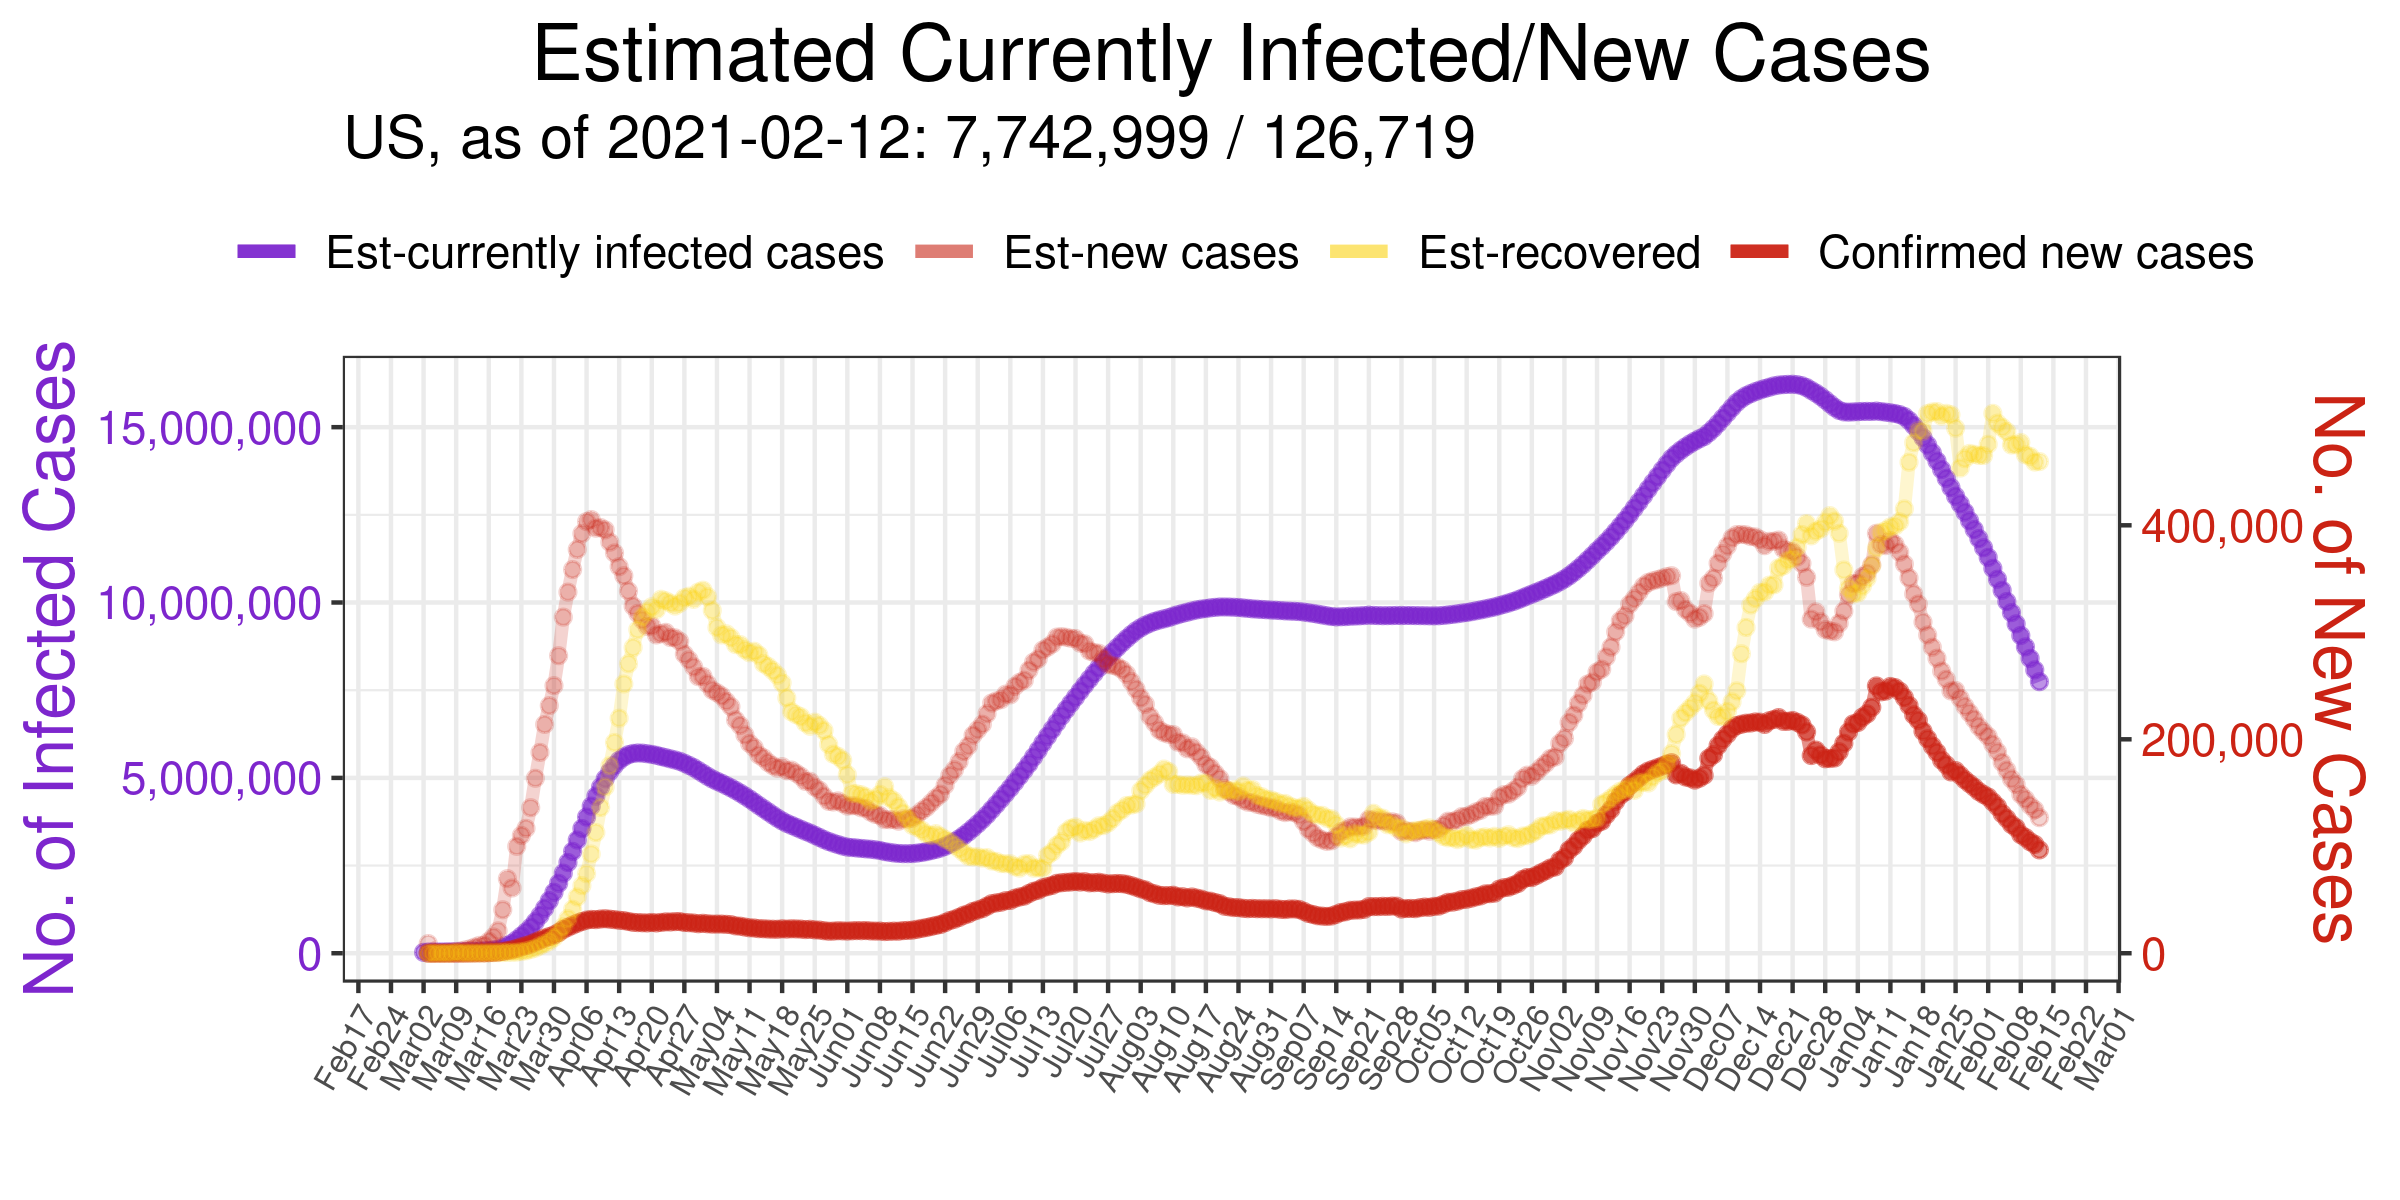 Estimated Currently Infected/New Cases
US, as of 2021-02-12: 7,742,999 / 126,719
Est-currently infected cases Est-new cases Est-recovered Confirmed new cases
No. of Infected Cases
15,000,000
10,000,000
5,000,000
0
400,000
200,000
0
No. of New Cases
Feb17 Feb24 Mar02 Mar09 Mar16 Mar23 Mar30 Apr06 Apr13 Apr20 Apr27 May04 May11 May18 May25 Jun01 Jun08 Jun15 Jun22 Jun29 Jul06 Jul13 Jul20 Jul27 Aug03 Aug10 Aug17 Aug24 Aug31 Sep07 Sep14 Sep21 Sep28 Oct05 Oct12 Oct19 Oct26 Nov02 Nov09 Nov16 Nov23 Nov30 Dec07 Dec14 Dec21 Dec28 Jan04 Jan11 Jan18 Jan25 Feb01 Feb08 Feb15 Feb22 Mar01